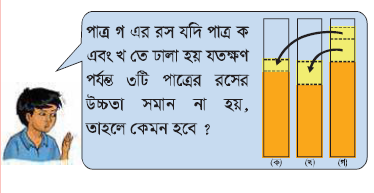 পাত্র গ এর রস যদি পাত্র ক
এবং খ তে ঢালা হয় যতক্ষণ
পর্যন্ত ৩টি পাত্রের রসের
উচ্চতা সমান না হয়,
তাহলে কেমন হবে ?
(ক) (খ) (গ)